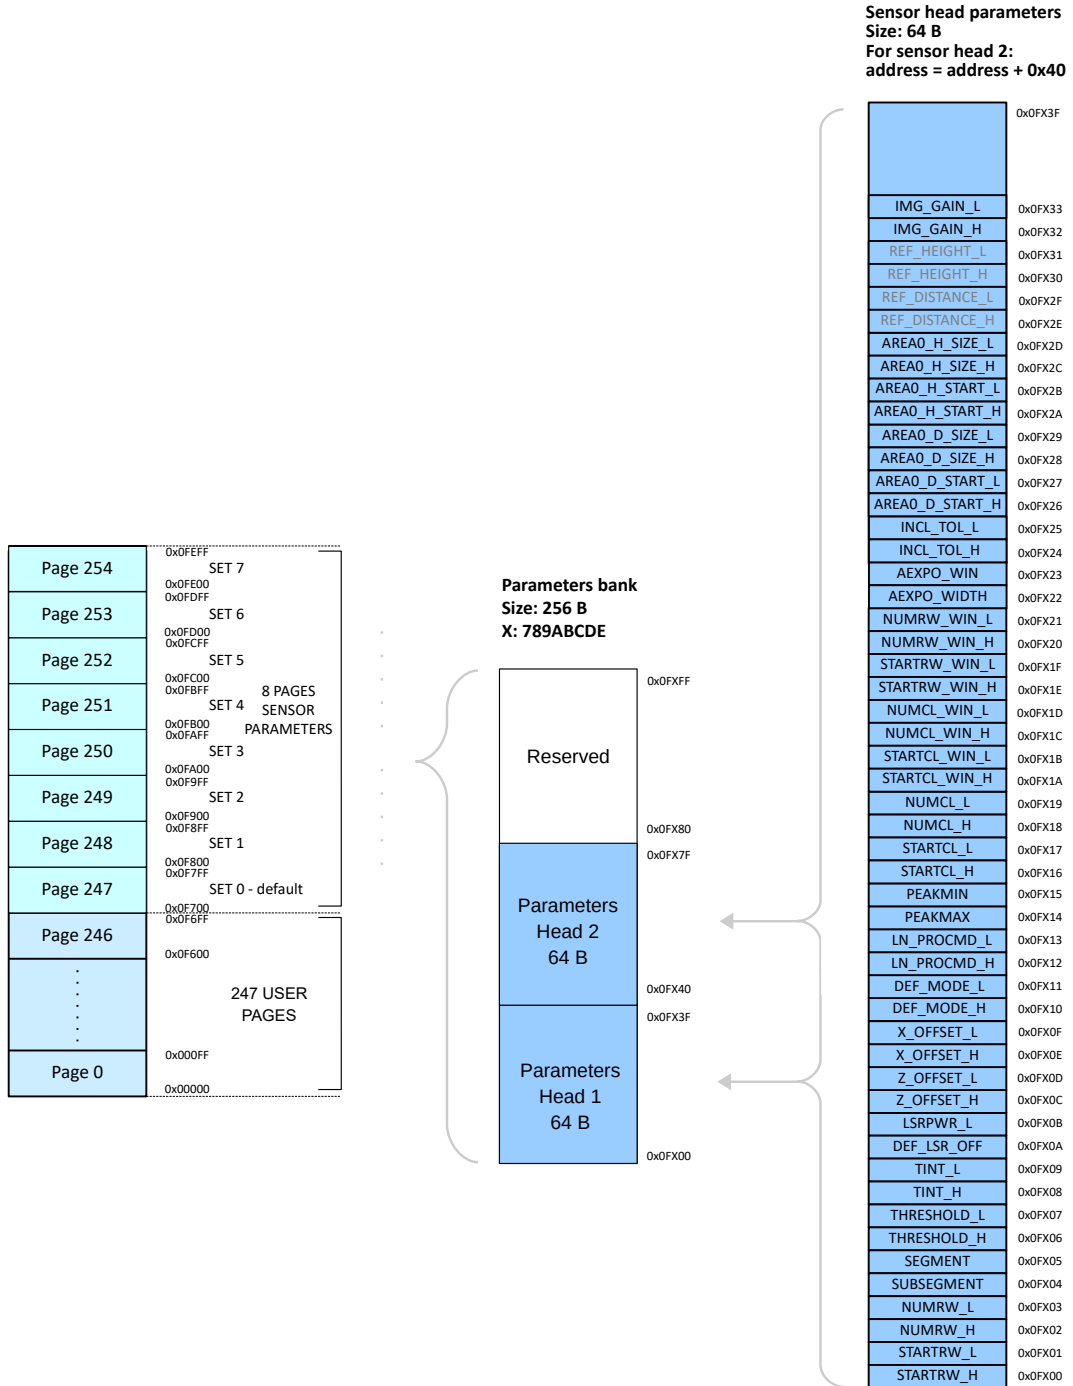 Sensor head parameters
Size: 64 B
For sensor head 2:
address = address + 0x40
0x0FX3F
IMG_GAIN_L 0x0FX33
IMG_GAIN_H 0x0FX32
REF_HEIGHT_L 0x0FX31
REF_HEIGHT_H 0x0FX30
REF_DISTANCE_L 0x0FX2F
REF_DISTANCE_H 0x0FX2E
AREA0_H_SIZE_L 0x0FX2D
AREA0_H_SIZE_H 0x0FX2C
AREA0_H_START_L 0x0FX2B
AREA0_H_START_H 0x0FX2A
AREA0_D_SIZE_L 0x0FX29
AREA0_D_SIZE_H 0x0FX28
AREA0_D_START_L 0x0FX27
AREA0_D_START_H 0x0FX26
INCL_TOL_L 0x0FX25
INCL_TOL_H 0x0FX24
AEXPO_WIN 0x0FX23
AEXPO_WIDTH 0x0FX22
NUMRW_WIN_L 0x0FX21
NUMRW_WIN_H 0x0FX20
STARTRW_WIN_L 0x0FX1F
STARTRW_WIN_H 0x0FX1E
NUMCL_WIN_L 0x0FX1D
NUMCL_WIN_H 0x0FX1C
STARTCL_WIN_L 0x0FX1B
STARTCL_WIN_H 0x0FX1A
NUMCL_L 0x0FX19
NUMCL_H 0x0FX18
STARTCL_L 0x0FX17
STARTCL_H 0x0FX16
PEAKMIN 0x0FX15
PEAKMAX 0x0FX14
LN_PROCMD_L 0x0FX13
LN_PROCMD_H 0x0FX12
DEF_MODE_L 0x0FX11
DEF_MODE_H 0x0FX10
X_OFFSET_L 0x0FX0F
X_OFFSET_H 0x0FX0E
Z_OFFSET_L 0x0FX0D
Z_OFFSET_H 0x0FX0C
LSRPWR_L 0x0FX0B
DEF_LSR_OFF 0x0FX0A
TINT_L 0x0FX09
TINT_H 0x0FX08
THRESHOLD_L 0x0FX07
THRESHOLD_H 0x0FX06
SEGMENT 0x0FX05
SUBSEGMENT 0x0FX04
NUMRW_L 0x0FX03
NUMRW_H 0x0FX02
STARTRW_L 0x0FX01
STARTRW_H 0x0FX00
Parameters bank
Size: 256 B
X: 789ABCDE
0x0FXFF
Reserved
0x0FX80
0x0FX7F
Parameters
Head 2
64 B
0x0FX40
0x0FX3F
Parameters
Head 1
64 B
0x0FX00
0x0FEFF
Page 254 SET 7
0x0FE00
0x0FDFF
Page 253 SET 6
0x0FD00
0x0FCFF
Page 252 SET 5
0x0FC00
0x0FBFF
Page 251 SET 4
0x0FB00
0x0FAFF
Page 250 SET 3
0x0FA00
0x0F9FF
Page 249 SET 2
0x0F900
0x0F8FF
Page 248 SET 1
0x0F800
0x0F7FF
Page 247 SET 0 - default
0x0F700
0x0F6FF
Page 246
0x0F600
8 PAGES
SENSOR
PARAMETERS
247 USER
PAGES
0x000FF
Page 0
0x00000